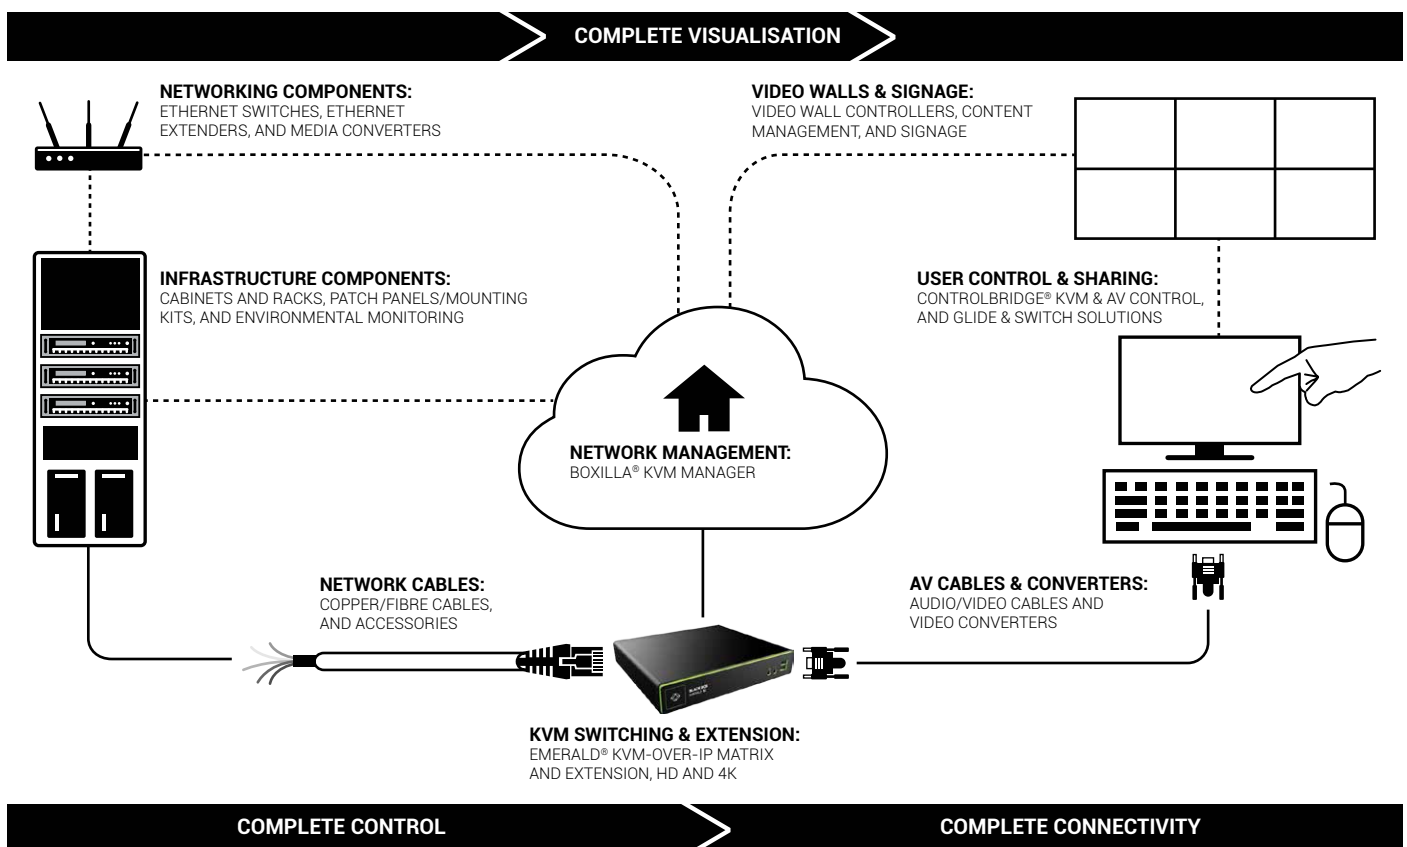 COMPLETE VISUALISATION
NETWORKING COMPONENTS:
ETHERNET SWITCHES, ETHERNET
EXTENDERS, AND MEDIA CONVERTERS
VIDEO WALLS & SIGNAGE:
VIDEO WALL CONTROLLERS, CONTENT
MANAGEMENT, AND SIGNAGE
INFRASTRUCTURE COMPONENTS:
CABINETS AND RACKS, PATCH PANELS/MOUNTING
KITS, AND ENVIRONMENTAL MONITORING
USER CONTROL & SHARING:
CONTROLBRIDGE® KVM & AV CONTROL,
AND GLIDE & SWITCH SOLUTIONS
NETWORK MANAGEMENT:
BOXILLA® KVM MANAGER
NETWORK CABLES:
COPPER/FIBRE CABLES,
AND ACCESSORIES
AV CABLES & CONVERTERS:
AUDIO/VIDEO CABLES AND
VIDEO CONVERTERS
BLACK BOX
KVM SWITCHING & EXTENSION:
EMERALD® KVM-OVER-IP MATRIX
AND EXTENSION, HD AND 4K
COMPLETE CONTROL
COMPLETE CONNECTIVITY